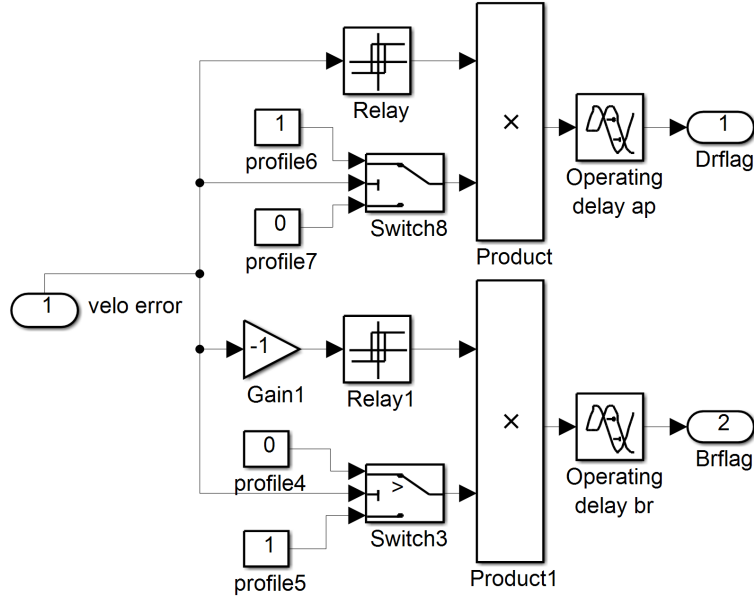 Relay
×
1
profile6
0
profile7
Switch8
Product
Operating
delay ap
1
Drflag
1
velo error
-1
Gain1
Relay1
×
0
profile4
>
Switch3
1
profile5
Product1
Operating
delay br
2
Brflag